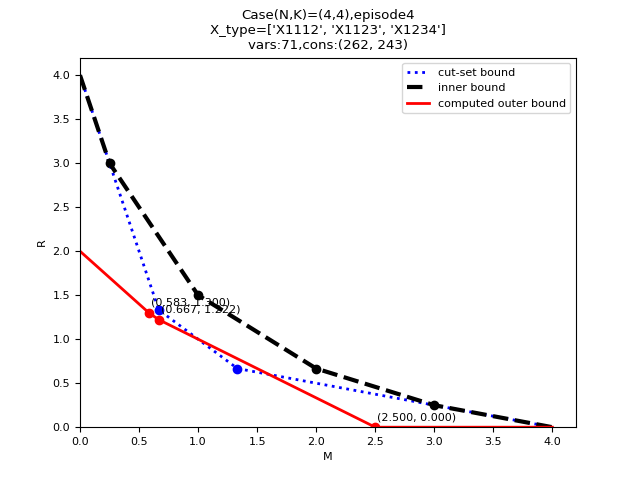 Case(N,K)=(4,4),episode4
X_type=['X1112', 'X1123', 'X1234']
vars:71,cons:(262, 243)
cut-set bound
inner bound
computed outer bound
4.0
3.5
3.0
2.5
2.0
1.5
1.0
0.5
0.0
R
(0.583, 1.300)
(0.667, 1.222)
(2.500, 0.000)
0.0 0.5 1.0 1.5 2.0 2.5 3.0 3.5 4.0
M